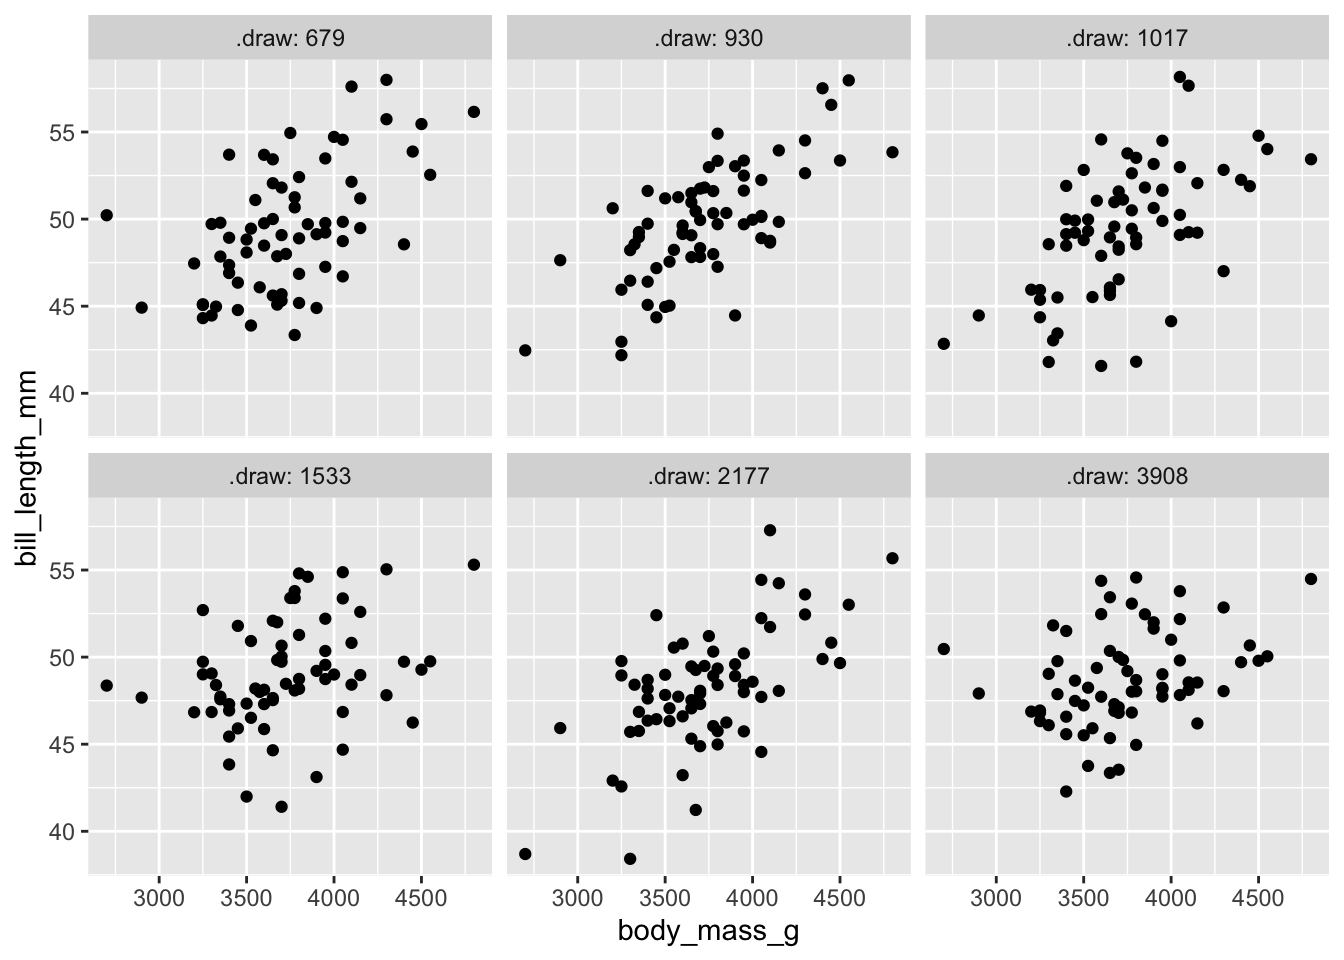 .draw: 679
.draw: 930
.draw: 1017
55
50
45
40
.draw: 1533
.draw: 2177
.draw: 3908
55
50
45
40
bill_length_mm
3000 3500 4000 4500
3000 3500 4000 4500
3000 3500 4000 4500
body_mass_g